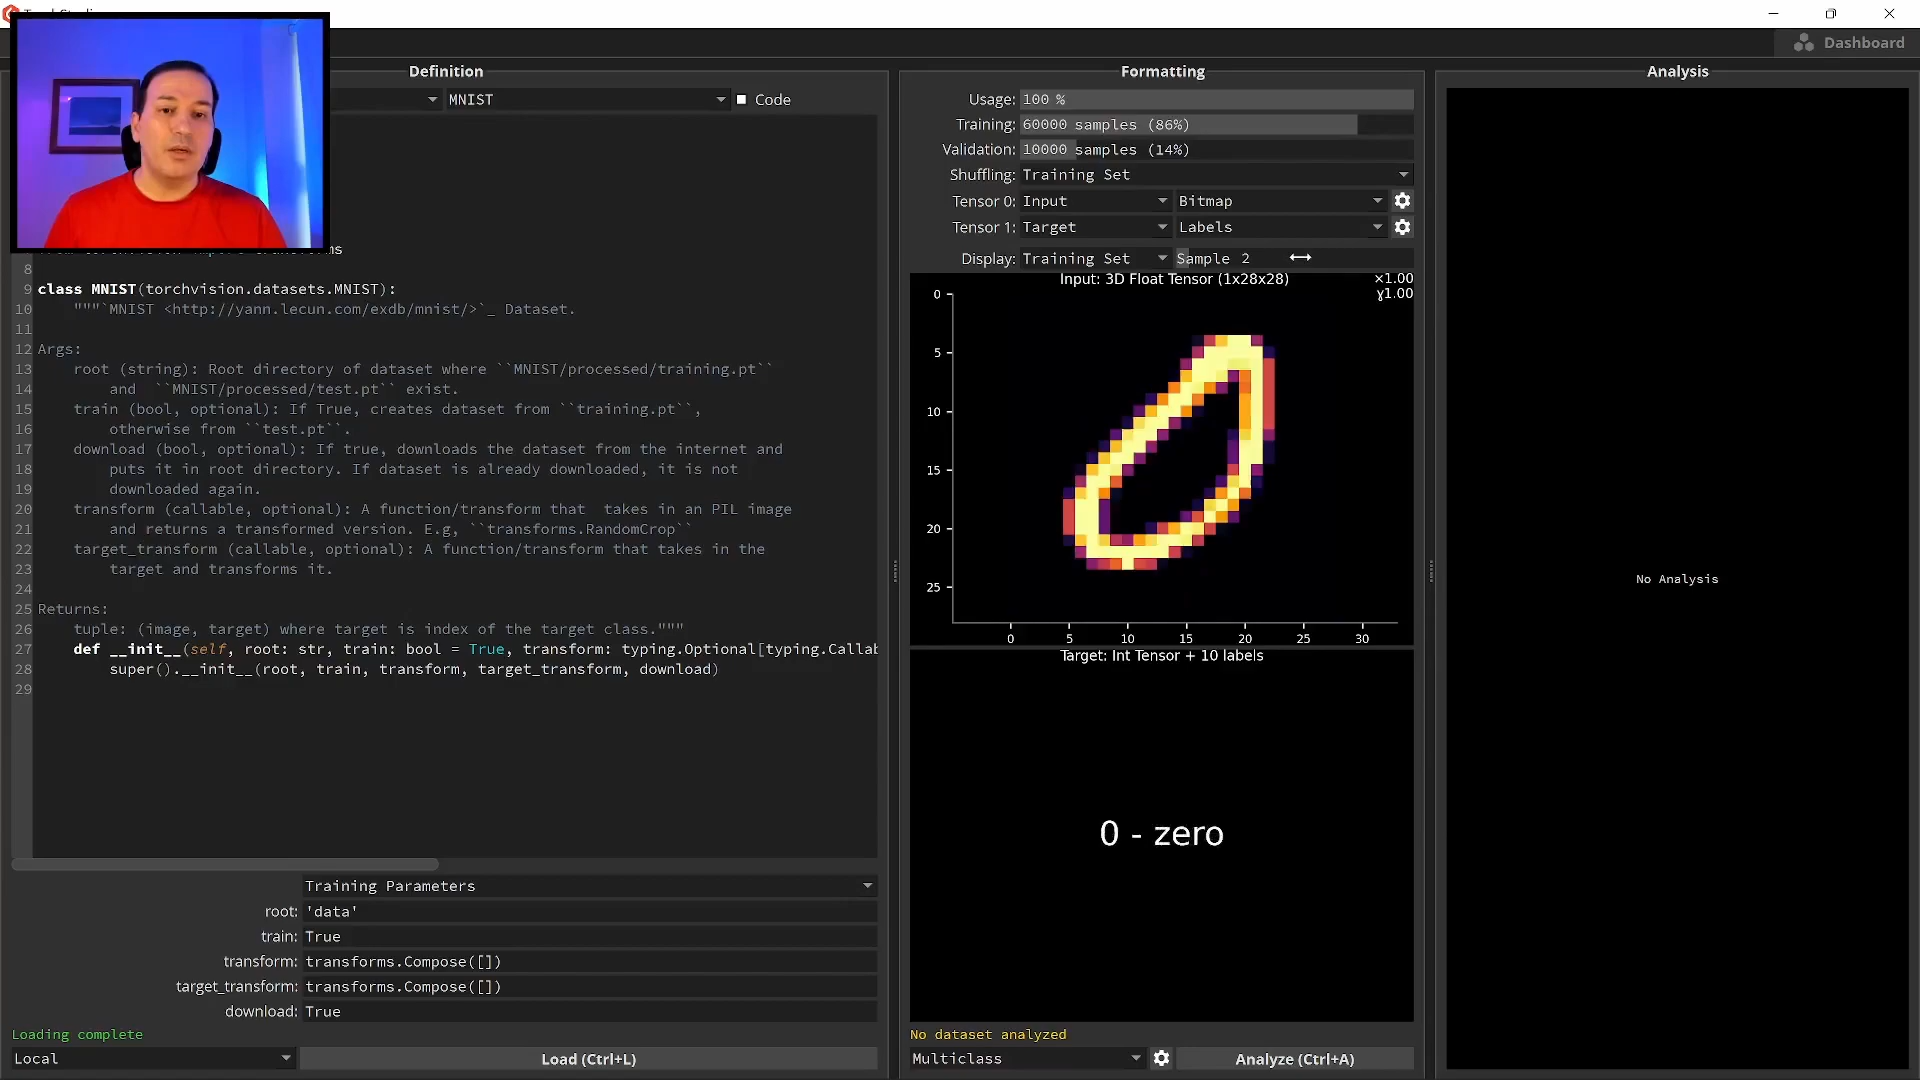 Dashboard
Definition
MNIST
Code
8
9 class MNIST(torchvision.datasets.MNIST):
10 """`MNIST <http://yann.lecun.com/exdb/mnist/>`_ Dataset.
11
12 Args:
13 root (string): Root directory of dataset where ``MNIST/processed/training.pt``
14 and ``MNIST/processed/test.pt`` exist.
15 train (bool, optional): If True, creates dataset from ``training.pt``,
16 otherwise from ``test.pt``.
17 download (bool, optional): If true, downloads the dataset from the internet and
18 puts it in root directory. If dataset is already downloaded, it is not
19 downloaded again.
20 transform (callable, optional): A function/transform that takes in an PIL image
21 and returns a transformed version. E.g, ``transforms.RandomCrop``
22 target_transform (callable, optional): A function/transform that takes in the
23 target and transforms it.
24
25 Returns:
26 tuple: (image, target) where target is index of the target class."""
27 def __init__(self, root: str, train: bool = True, transform: typing.Optional[typing.Callab
28 super().__init__(root, train, transform, target_transform, download)
29
Training Parameters
root: 'data'
train: True
transform: transforms.Compose([])
target_transform: transforms.Compose([])
download: True
Loading complete
Local
Load (Ctrl+L)
Formatting
Usage: 100 %
Training: 60000 samples (86%)
Validation: 10000 samples (14%)
Shuffling: Training Set
Tensor 0: Input Bitmap
Tensor 1: Target Labels
Display: Training Set Sample 2
Input: 3D Float Tensor (1x28x28)
×1.00
ɣ1.00
0
5
10
15
20
25
0 5 10 15 20 25 30
Target: Int Tensor + 10 labels
0 - zero
No dataset analyzed
Multiclass
Analyze (Ctrl+A)
Analysis
No Analysis